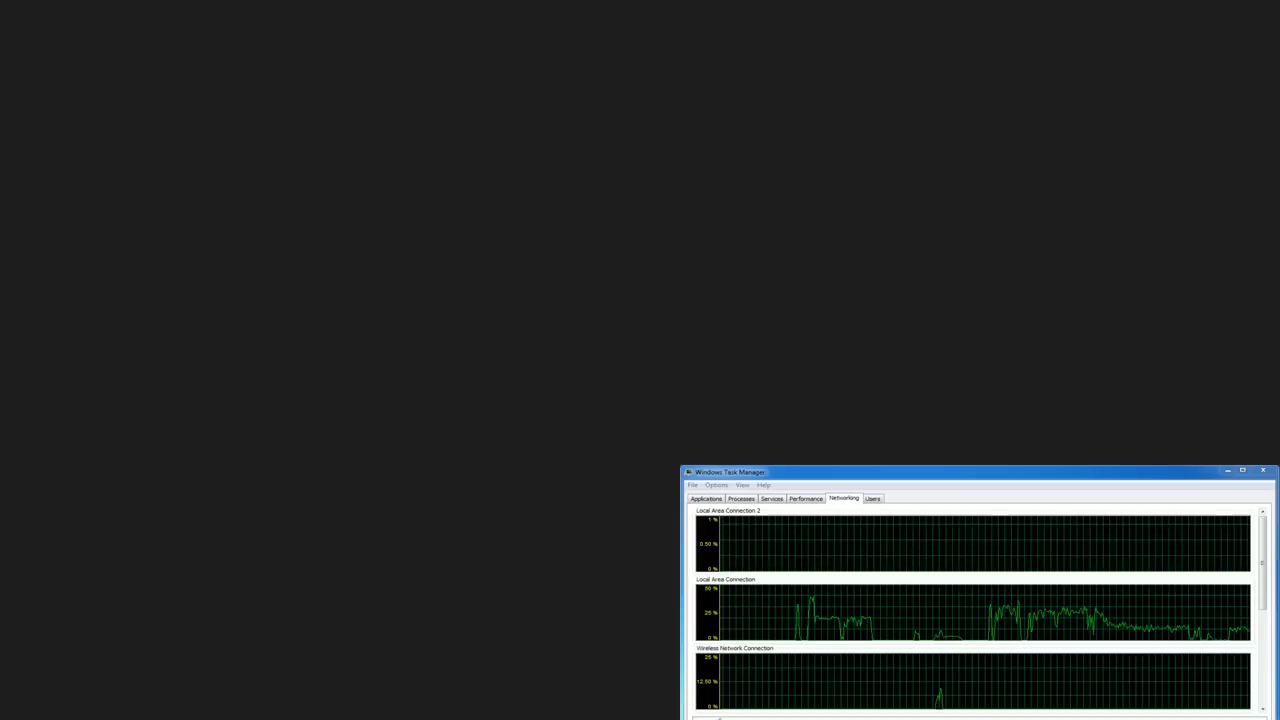 Windows Task Manager
File Options View Help
Applications Processes Services Performance Networking Users
Local Area Connection 2
1 %
0.50 %
0 %
Local Area Connection
50 %
25 %
0 %
Wireless Network Connection
25 %
12.50 %
0 %